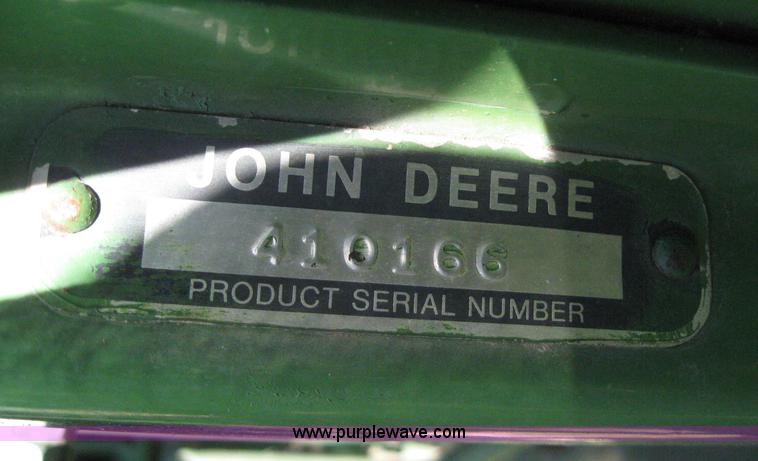 JOHN DEERE
410166
PRODUCT SERIAL NUMBER
www.purplewave.com